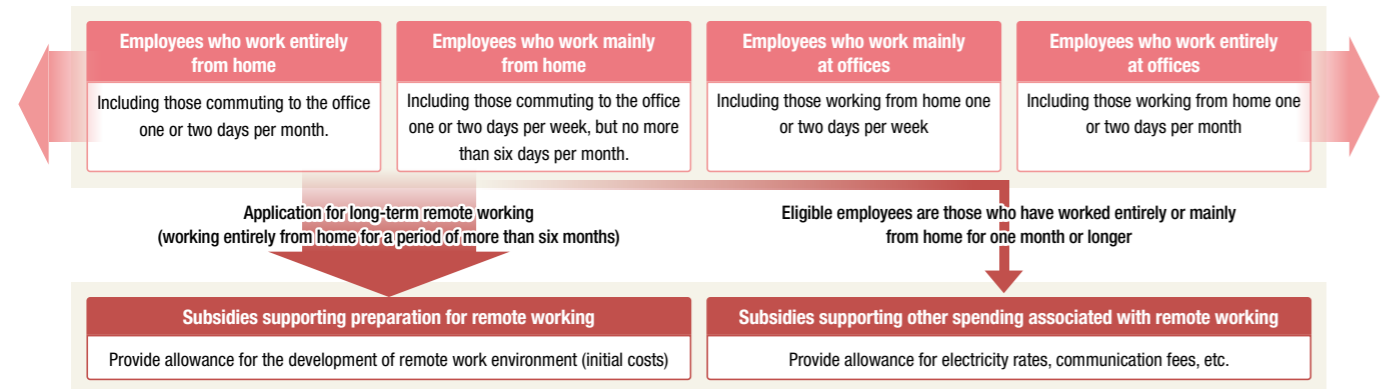 Employees who work entirely
from home
Including those commuting to the office
one or two days per month.
Employees who work mainly
from home
Including those commuting to the office
one or two days per week, but no more
than six days per month.
Employees who work mainly
at offices
Including those working from home one
or two days per week
Employees who work entirely
at offices
Including those working from home one
or two days per month
Application for long-term remote working
(working entirely from home for a period of more than six months)
Eligible employees are those who have worked entirely or mainly
from home for one month or longer
Subsidies supporting preparation for remote working
Provide allowance for the development of remote work environment (initial costs)
Subsidies supporting other spending associated with remote working
Provide allowance for electricity rates, communication fees, etc.